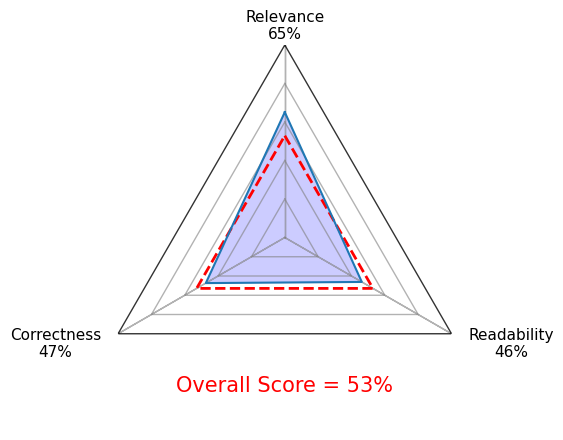 Relevance
65%
Correctness
47%
Readability
46%
Overall Score = 53%